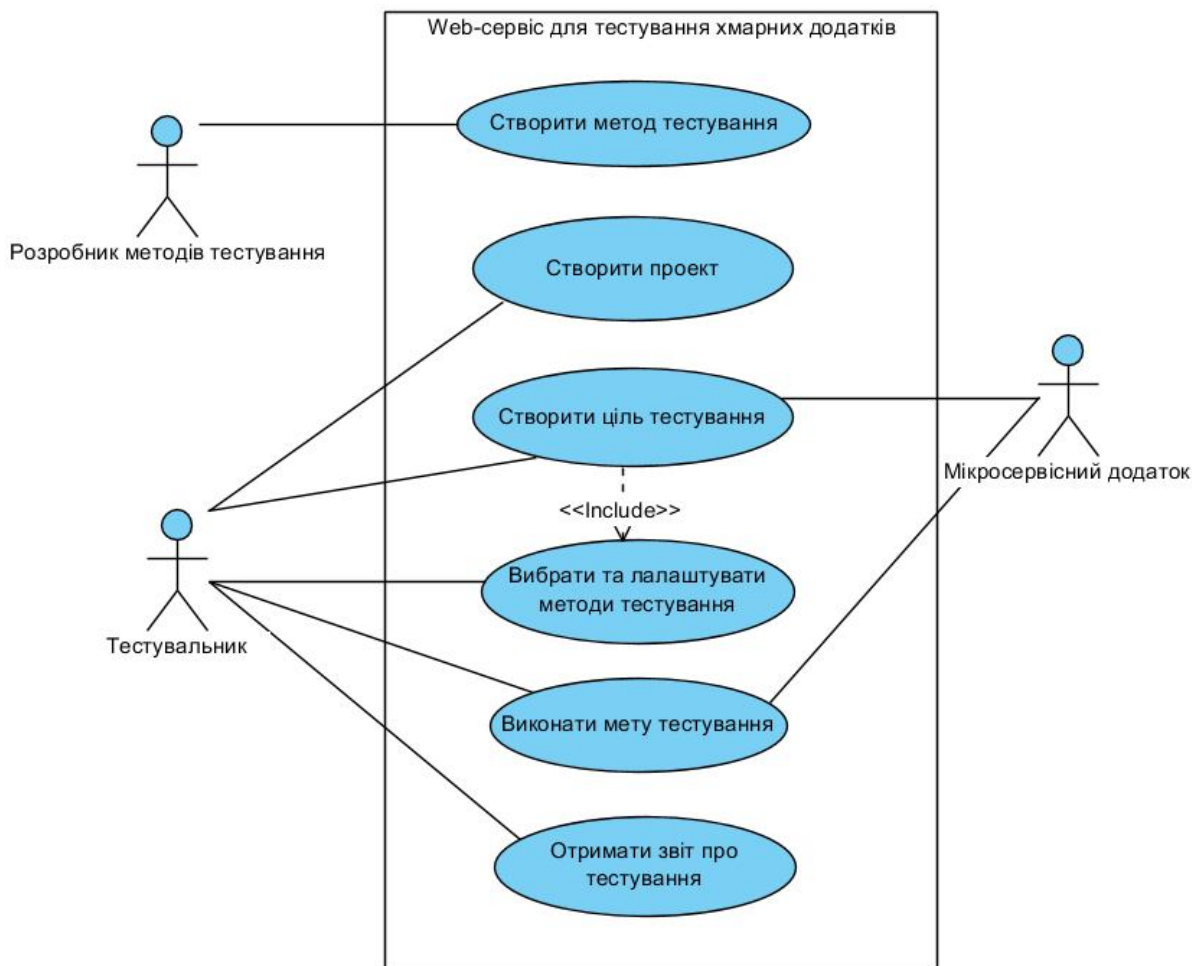 Web-сервіс для тестування хмарних додатків
Створити метод тестування
Розробник методів тестування
Створити проект
Створити ціль тестування
Мікросервісний додаток
<<Include>>
Вибрати та лалаштувати
методи тестування
Тестувальник
Виконати мету тестування
Отримати звіт про
тестування